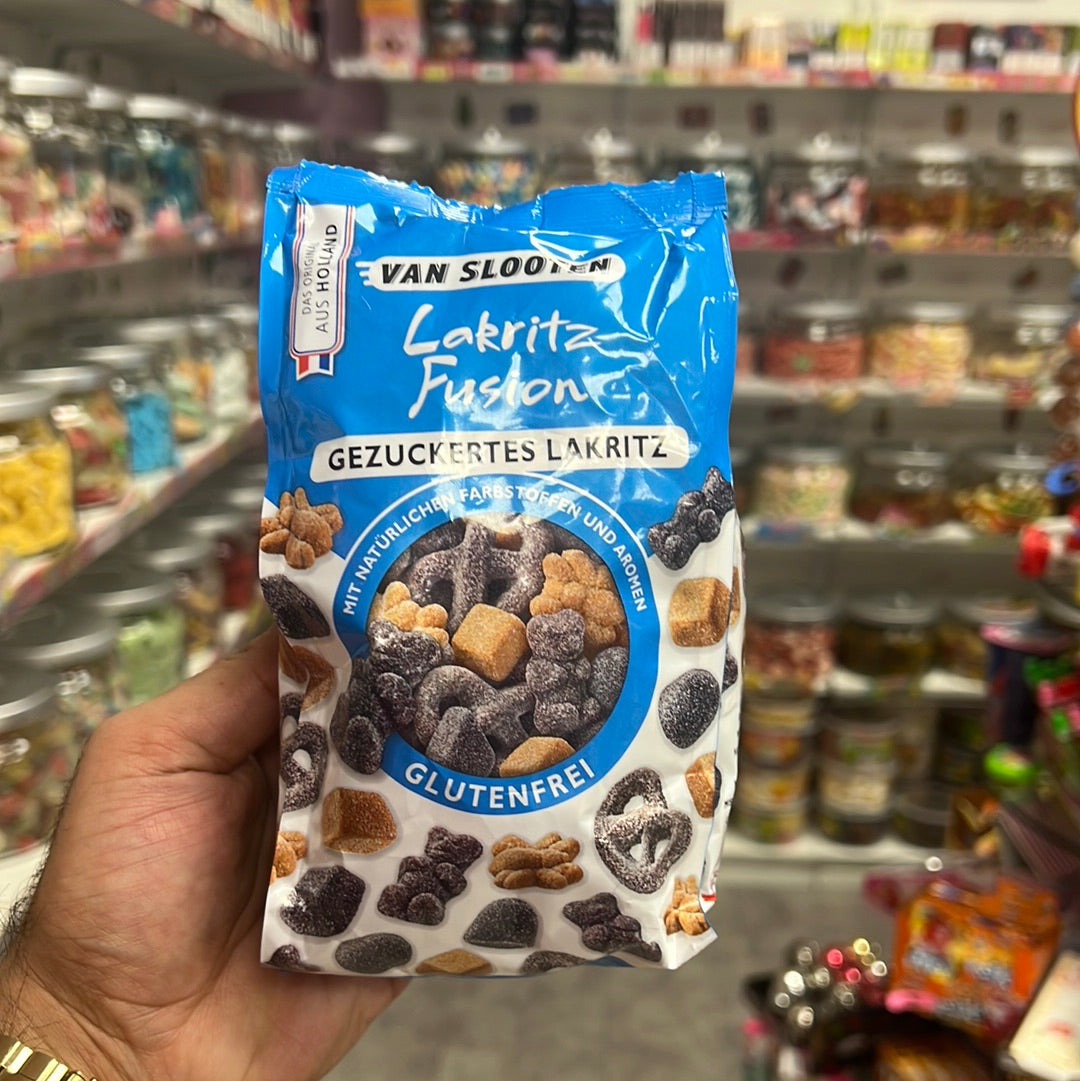 DAS ORIGINAL
AUS HOLLAND
VAN SLOOTEN
Lakritz
Fusion
GEZUCKERTES LAKRITZ
MIT NATÜRLICHEN FARBSTOFFEN UND AROMEN
GLUTENFREI